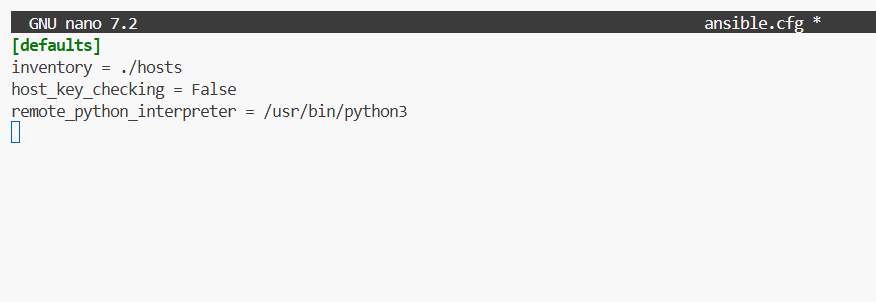 GNU nano 7.2 ansible.cfg *
[defaults]
inventory = ./hosts
host_key_checking = False
remote_python_interpreter = /usr/bin/python3